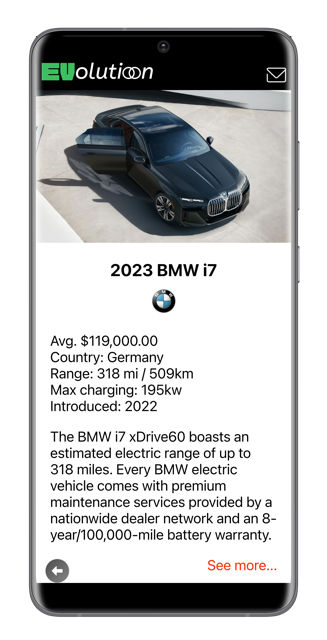 EVolutioon
2023 BMW i7
Avg. $119,000.00
Country: Germany
Range: 318 mi / 509km
Max charging: 195kw
Introduced: 2022
The BMW i7 xDrive60 boasts an
estimated electric range of up to
318 miles. Every BMW electric
vehicle comes with premium
maintenance services provided by a
nationwide dealer network and an 8-
year/100,000-mile battery warranty.
See more...